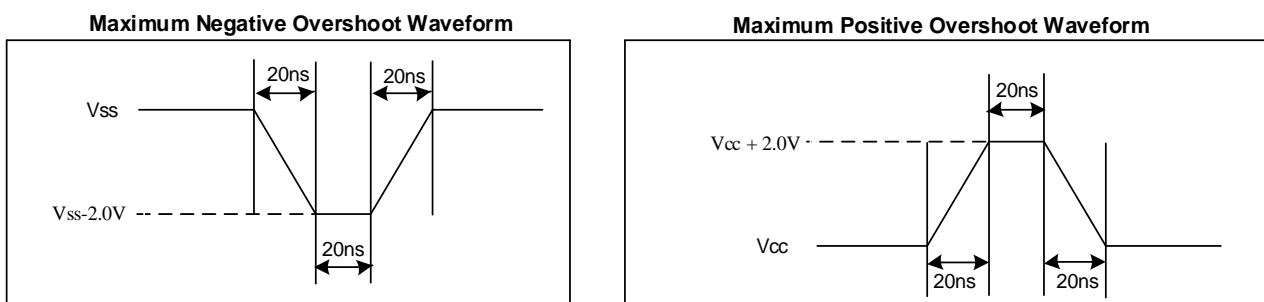 Maximum Negative Overshoot Waveform
20ns 20ns
Vss
Vss-2.0V
20ns
Maximum Positive Overshoot Waveform
20ns
Vcc + 2.0V
Vcc
20ns 20ns